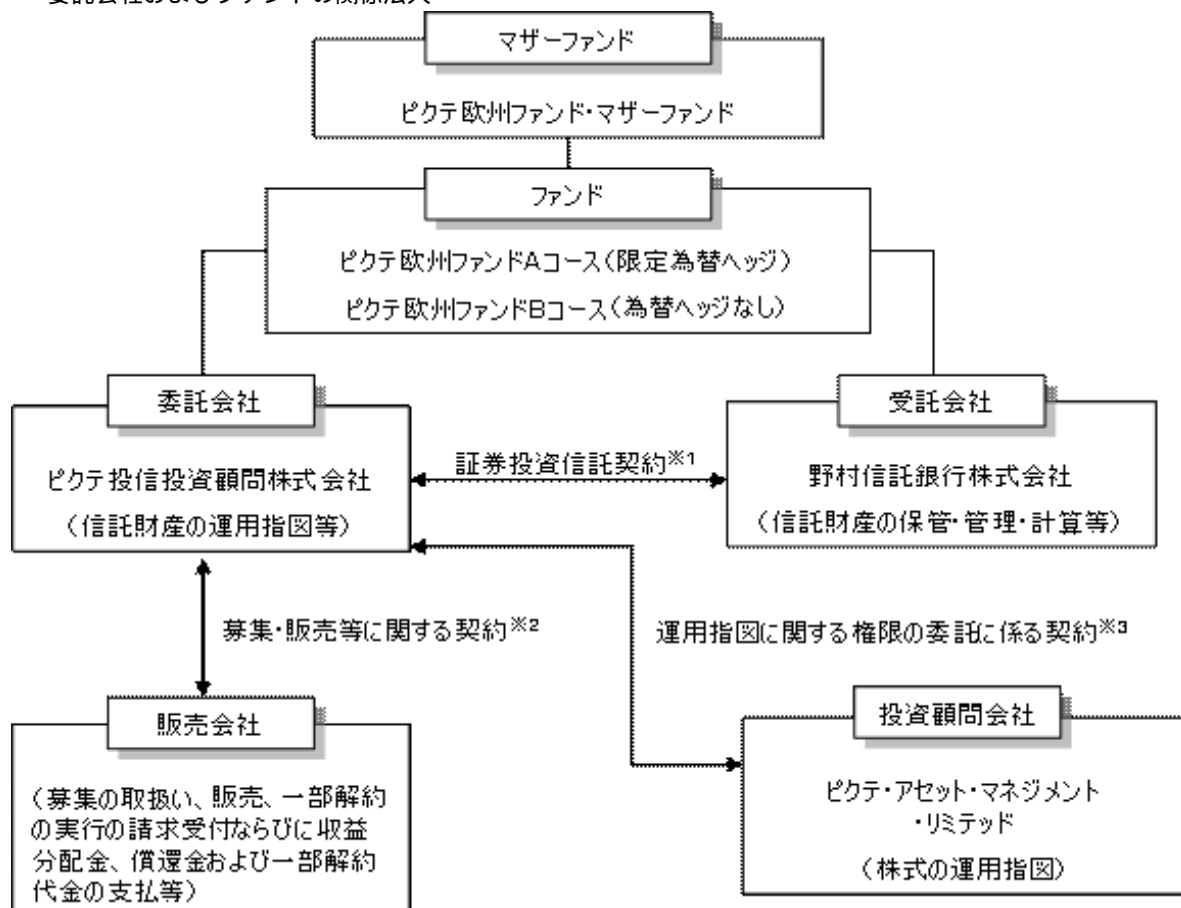 委託会社およびファンドの関係法人
マザーファンド
ピクテ欧州ファンド・マザーファンド
ファンド
ピクテ欧州ファンドAコース(限定為替ヘッジ)
ピクテ欧州ファンドBコース(為替ヘッジなし)
委託会社
ピクテ投信投資顧問株式会社
(信託財産の運用指図等)
証券投資信託契約※1
受託会社
野村信託銀行株式会社
(信託財産の保管・管理・計算等)
募集・販売等に関する契約※2
運用指図に関する権限の委託に係る契約※3
販売会社
(募集の取扱い、販売、一部解約
の実行の請求受付ならびに収益
分配金、償還金および一部解約
代金の支払等)
投資顧問会社
ピクテ・アセット・マネジメント
・リミテッド
(株式の運用指図)